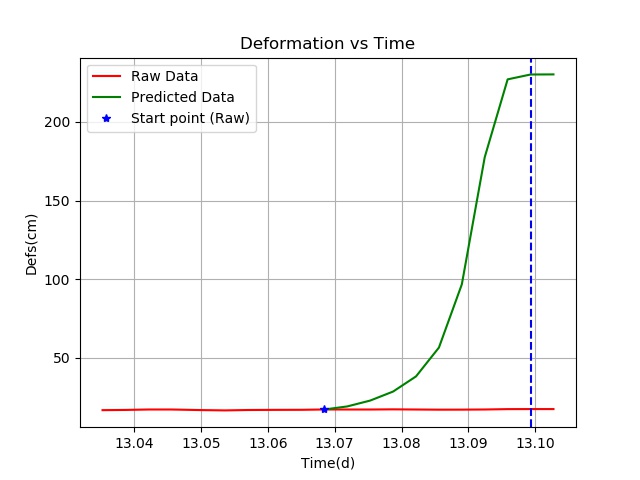 Deformation vs Time
Raw Data
Predicted Data
Start point (Raw)
200
150
100
50
Defs(cm)
13.04 13.05 13.06 13.07 13.08 13.09 13.10
Time(d)